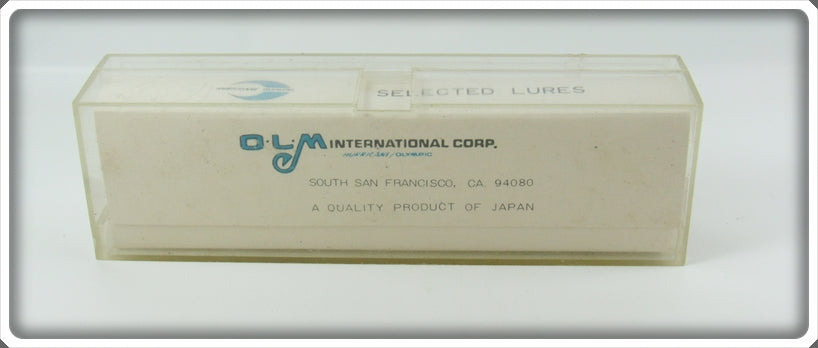 SELECTED LURES
O·L·M INTERNATIONAL CORP.
HURRICANE/OLYMPIC
SOUTH SAN FRANCISCO, CA. 94080
A QUALITY PRODUCT OF JAPAN